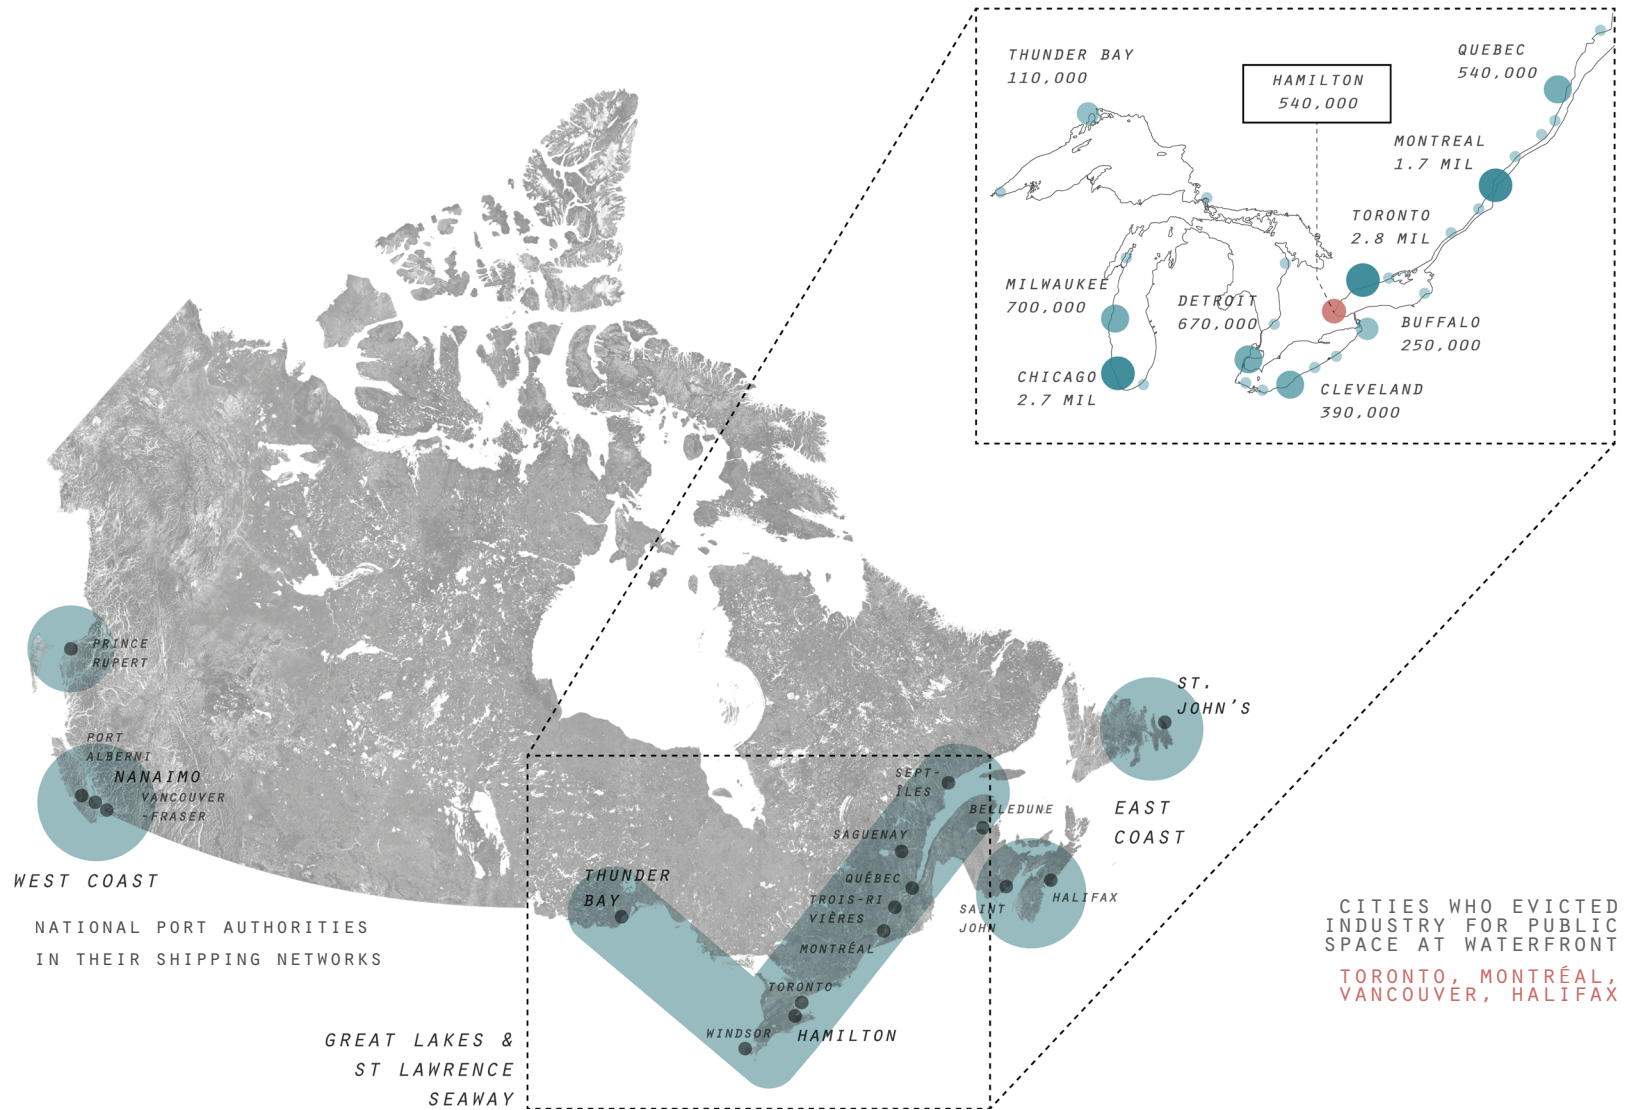 THUNDER BAY
110,000
HAMILTON
540,000
QUEBEC
540,000
MONTREAL
1.7 MIL
TORONTO
2.8 MIL
MILWAUKEE
700,000
DETROIT
670,000
BUFFALO
250,000
CHICAGO
2.7 MIL
CLEVELAND
390,000
PRINCE
RUPERT
PORT
ALBERNI
NANAIMO
VANCOUVER
-FRASER
WEST COAST
NATIONAL PORT AUTHORITIES
IN THEIR SHIPPING NETWORKS
ST.
JOHN'S
EAST
COAST
SEPT-
ÎLES
BELLEDUNE
SAGUENAY
QUÉBEC
TROIS-RI
VIÈRES
MONTRÉAL
SAINT
JOHN
HALIFAX
THUNDER
BAY
TORONTO
WINDSOR
HAMILTON
GREAT LAKES &
ST LAWRENCE
SEAWAY
CITIES WHO EVICTED
INDUSTRY FOR PUBLIC
SPACE AT WATERFRONT
TORONTO, MONTRÉAL,
VANCOUVER, HALIFAX